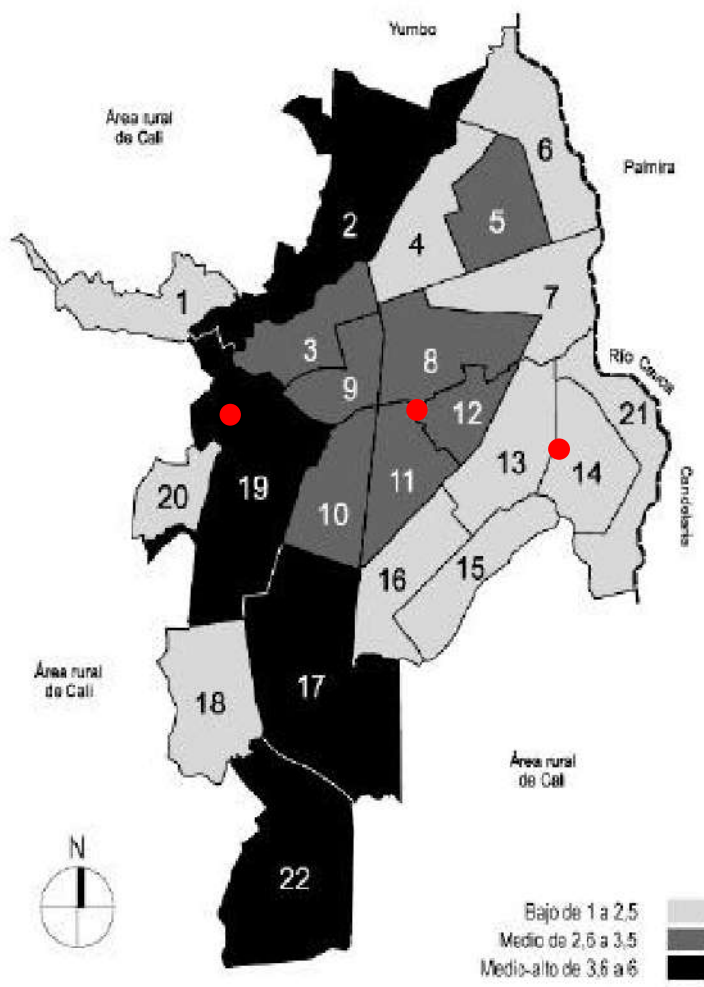 Yumbo
Área rural
de Cali
6
Palmira
2
5
4
1
7
3
8
Río Cauca
9
12
21
13
14
20
19
11
Candelaria
10
15
16
Área rural
de Cali
17
18
Área rural
de Cali
N
22
Bajo de 1 a 2,5
Medio de 2,6 a 3,5
Medio-alto de 3,6 a 6